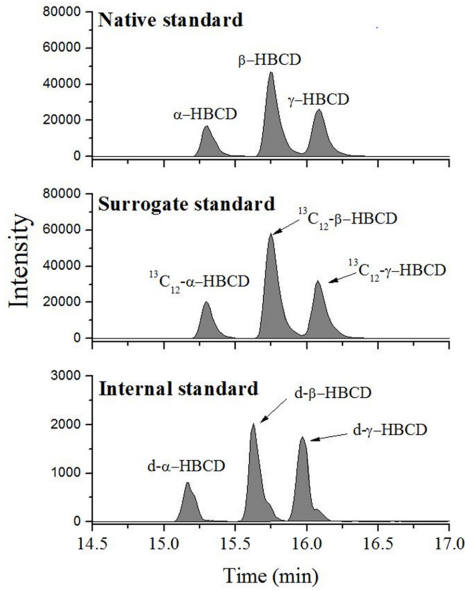 Native standard
80000
60000
40000
20000
0
α–HBCD
β–HBCD
γ–HBCD
Surrogate standard
80000
60000
40000
20000
0
¹³C₁₂-α–HBCD
¹³C₁₂-β–HBCD
¹³C₁₂-γ–HBCD
Intensity
Internal standard
3000
2000
1000
0
d-α–HBCD
d-β–HBCD
d-γ–HBCD
14.5 15.0 15.5 16.0 16.5 17.0
Time (min)